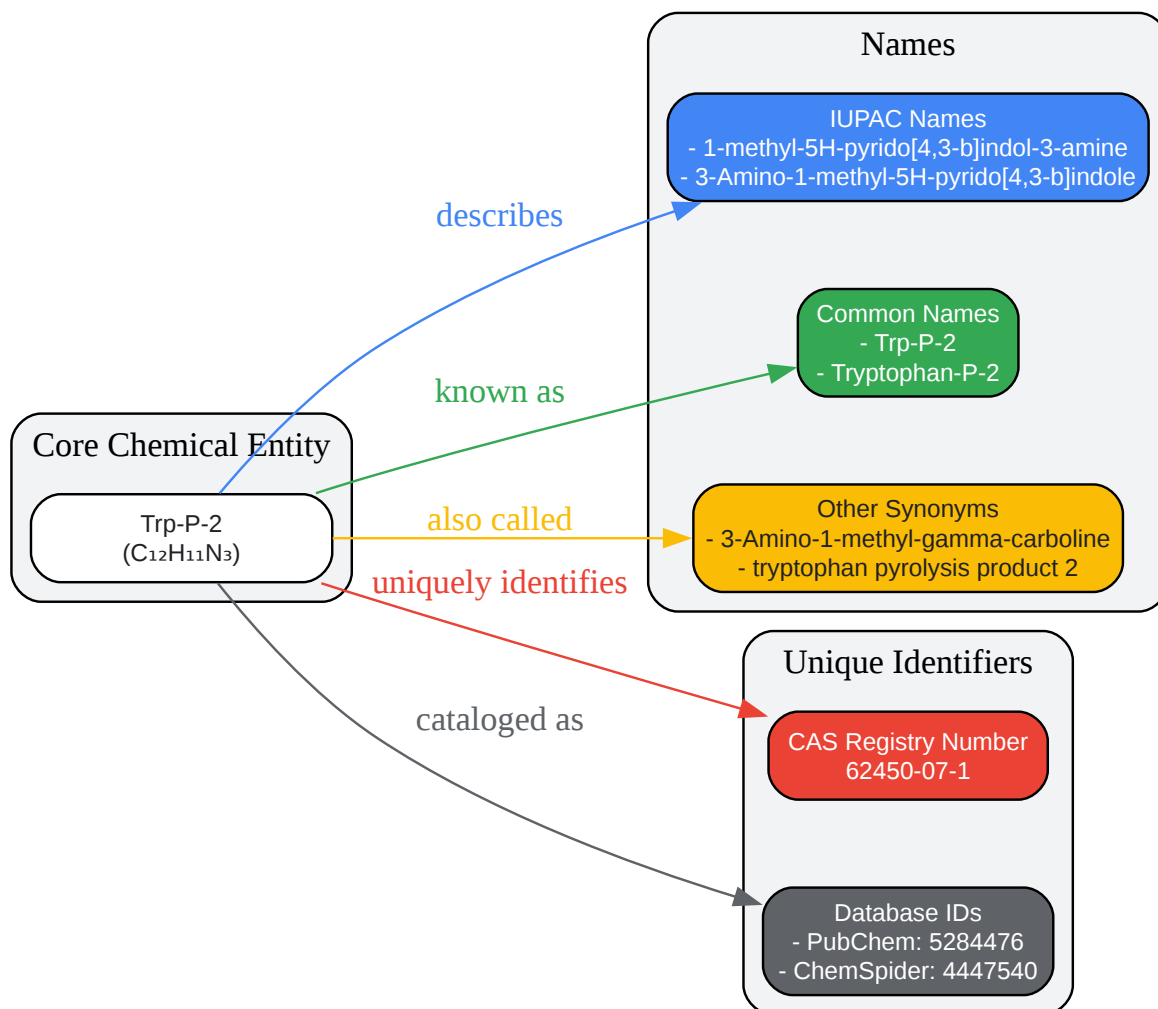 Names
IUPAC Names
- 1-methyl-5H-pyrido[4,3-b]indol-3-amine
- 3-Amino-1-methyl-5H-pyrido[4,3-b]indole
describes
Common Names
- Trp-P-2
- Tryptophan-P-2
known as
Core Chemical Entity
Trp-P-2
(C₁₂H₁₁N₃)
also called
Other Synonyms
- 3-Amino-1-methyl-gamma-carboline
- tryptophan pyrolysis product 2
uniquely identifies
Unique Identifiers
CAS Registry Number
62450-07-1
cataloged as
Database IDs
- PubChem: 5284476
- ChemSpider: 4447540